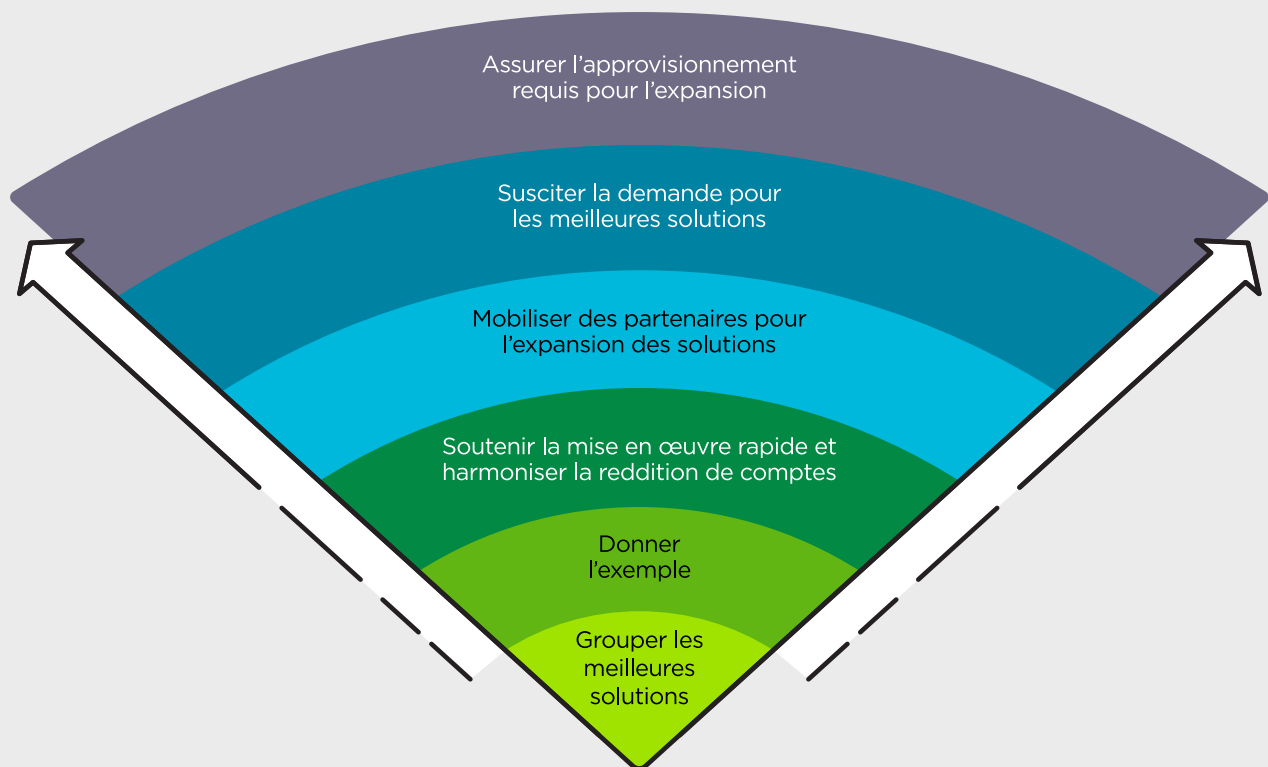 Assurer l’approvisionnement
requis pour l’expansion
Susciter la demande pour
les meilleures solutions
Mobiliser des partenaires pour
l’expansion des solutions
Soutenir la mise en œuvre rapide et
harmoniser la reddition de comptes
Donner
l’exemple
Grouper les
meilleures
solutions